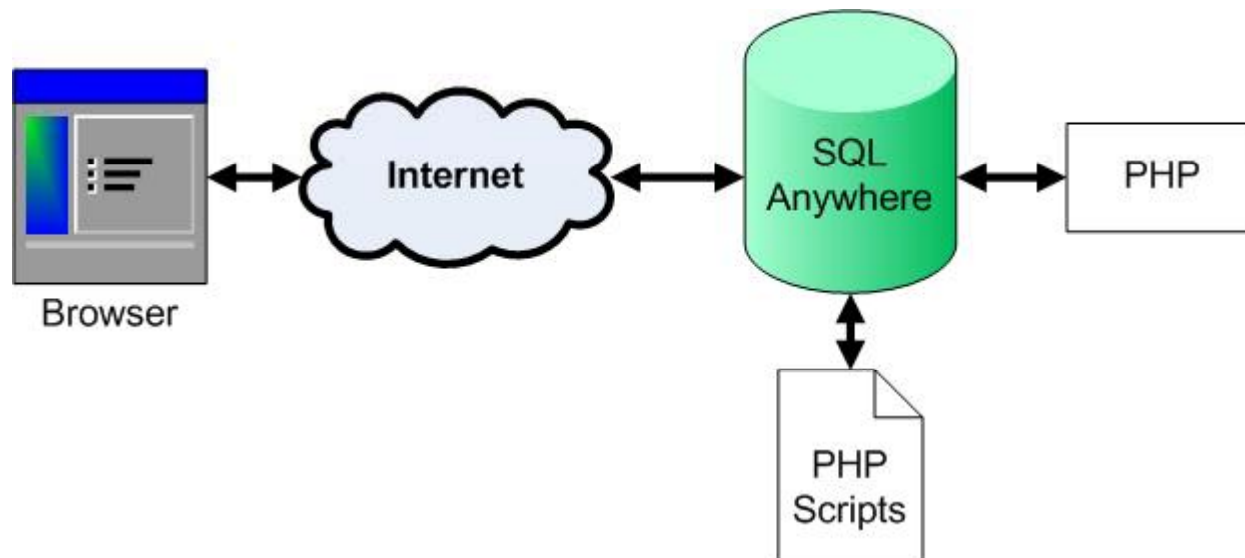 Browser
Internet
SQL
Anywhere
PHP
PHP
Scripts